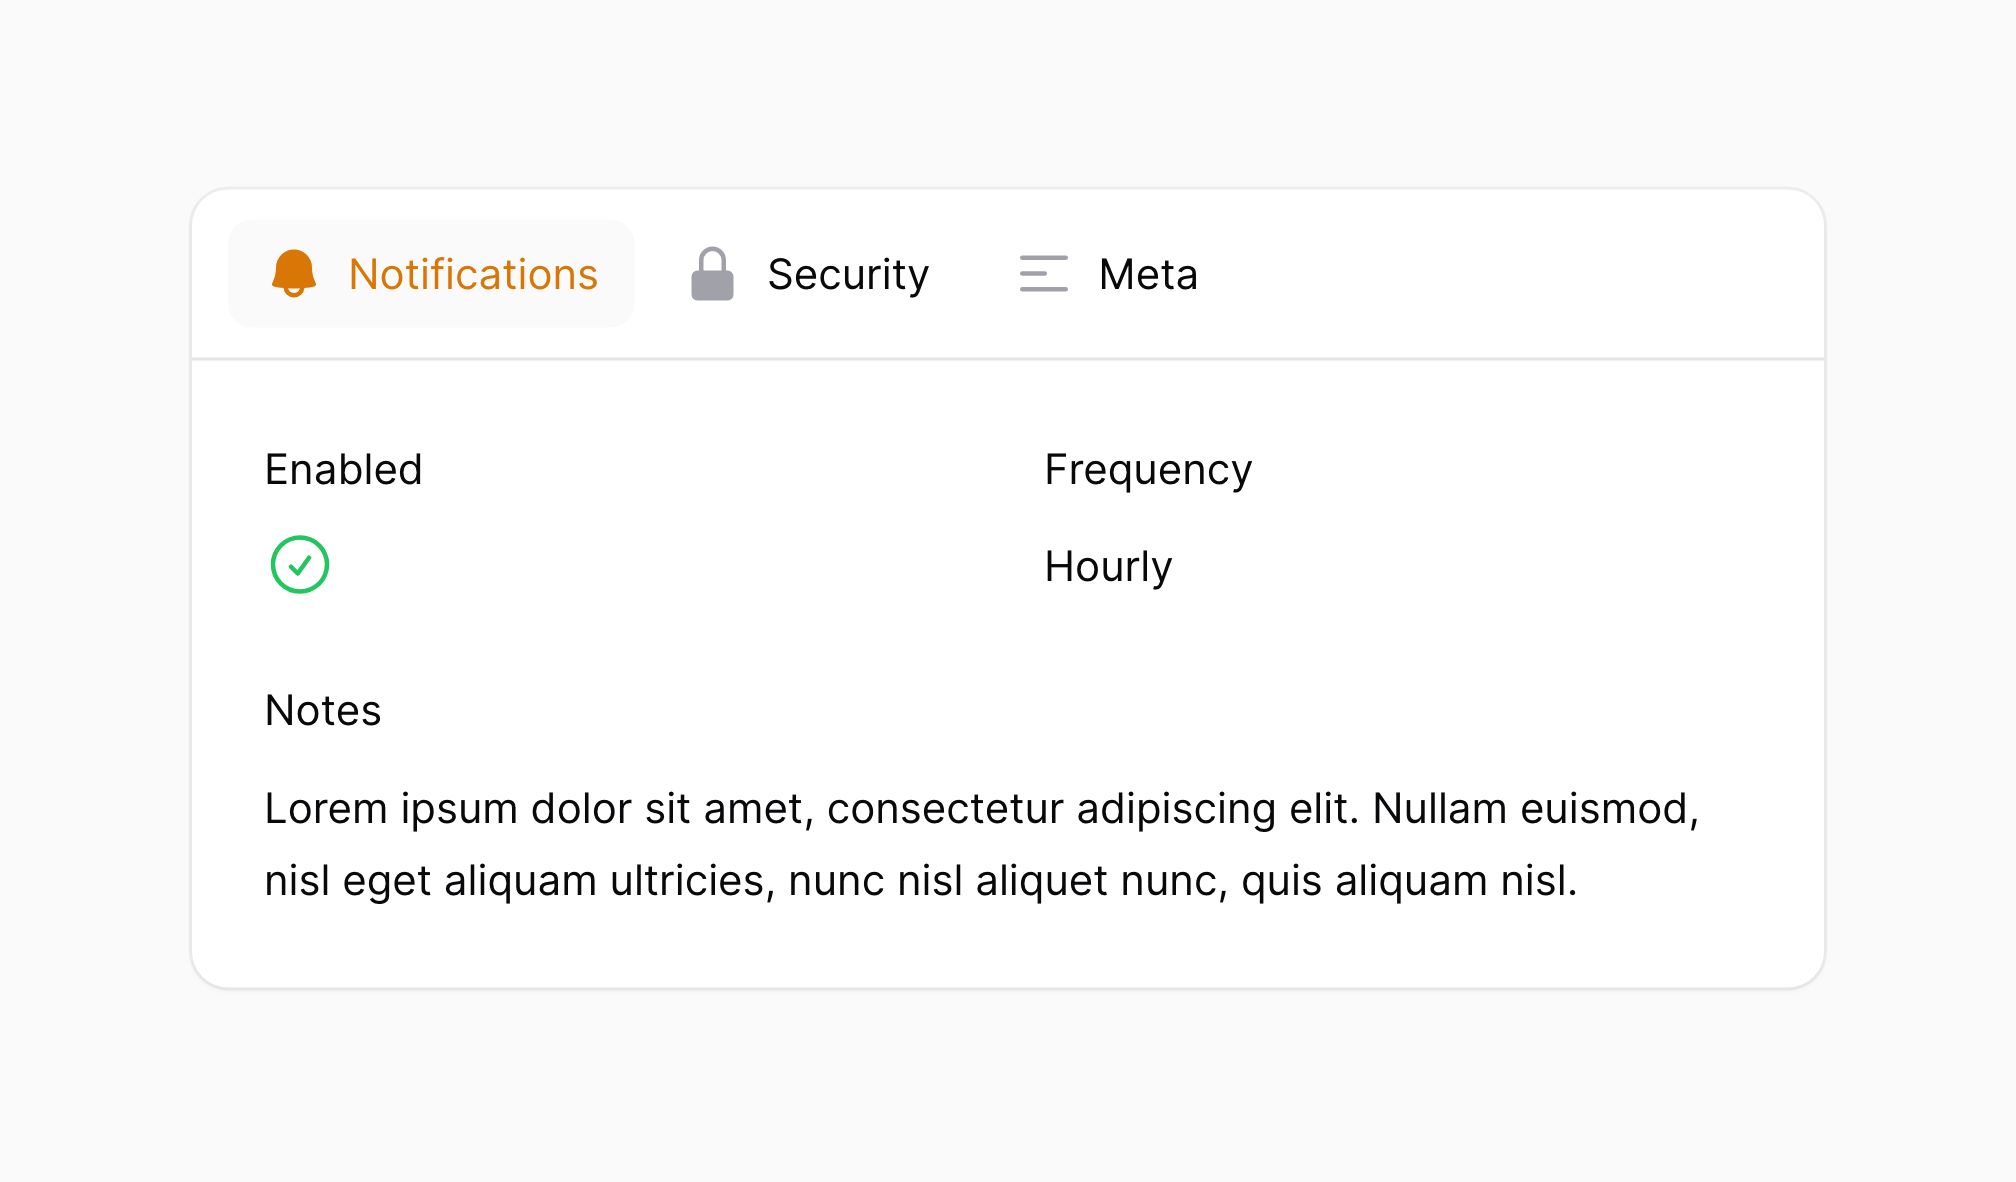 Notifications
Security
Meta
Enabled
Frequency
Hourly
Notes
Lorem ipsum dolor sit amet, consectetur adipiscing elit. Nullam euismod,
nisl eget aliquam ultricies, nunc nisl aliquet nunc, quis aliquam nisl.